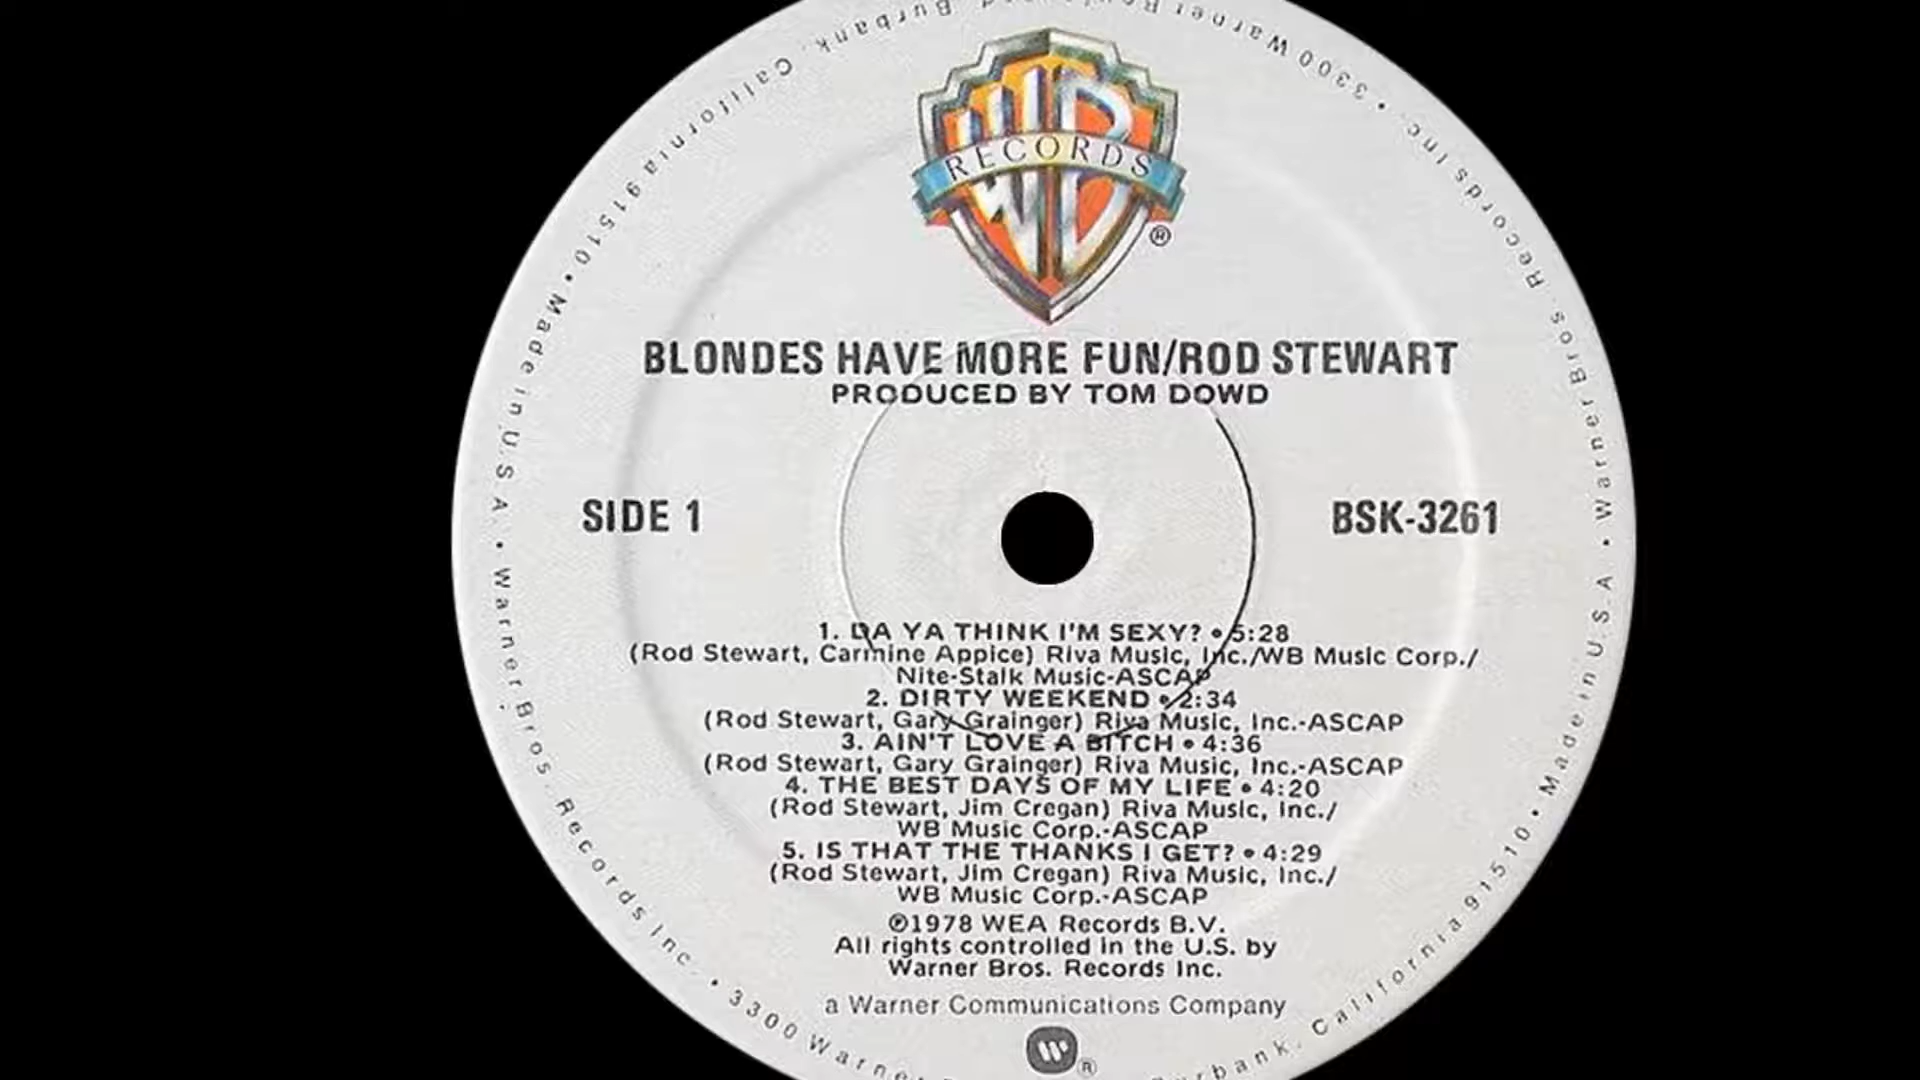 WB
RECORDS
®
BLONDES HAVE MORE FUN/ROD STEWART
PRODUCED BY TOM DOWD
SIDE 1
BSK-3261
1. DA YA THINK I'M SEXY? • 5:28
(Rod Stewart, Carmine Appice) Riva Music, Inc./WB Music Corp./
Nite-Stalk Music-ASCAP
2. DIRTY WEEKEND • 2:34
(Rod Stewart, Gary Grainger) Riva Music, Inc.-ASCAP
3. AIN'T LOVE A BITCH • 4:36
(Rod Stewart, Gary Grainger) Riva Music, Inc.-ASCAP
4. THE BEST DAYS OF MY LIFE • 4:20
(Rod Stewart, Jim Cregan) Riva Music, Inc./
WB Music Corp.-ASCAP
5. IS THAT THE THANKS I GET? • 4:29
(Rod Stewart, Jim Cregan) Riva Music, Inc./
WB Music Corp.-ASCAP
℗1978 WEA Records B.V.
All rights controlled in the U.S. by
Warner Bros. Records Inc.
a Warner Communications Company
W®
Burbank, California 91510 • Made in U.S.A. • Warner Bros. Records Inc. • 3300 Warner
Burbank, California 91510 • Made in U.S.A. • Warner Bros. Records Inc. • 3300 Warner